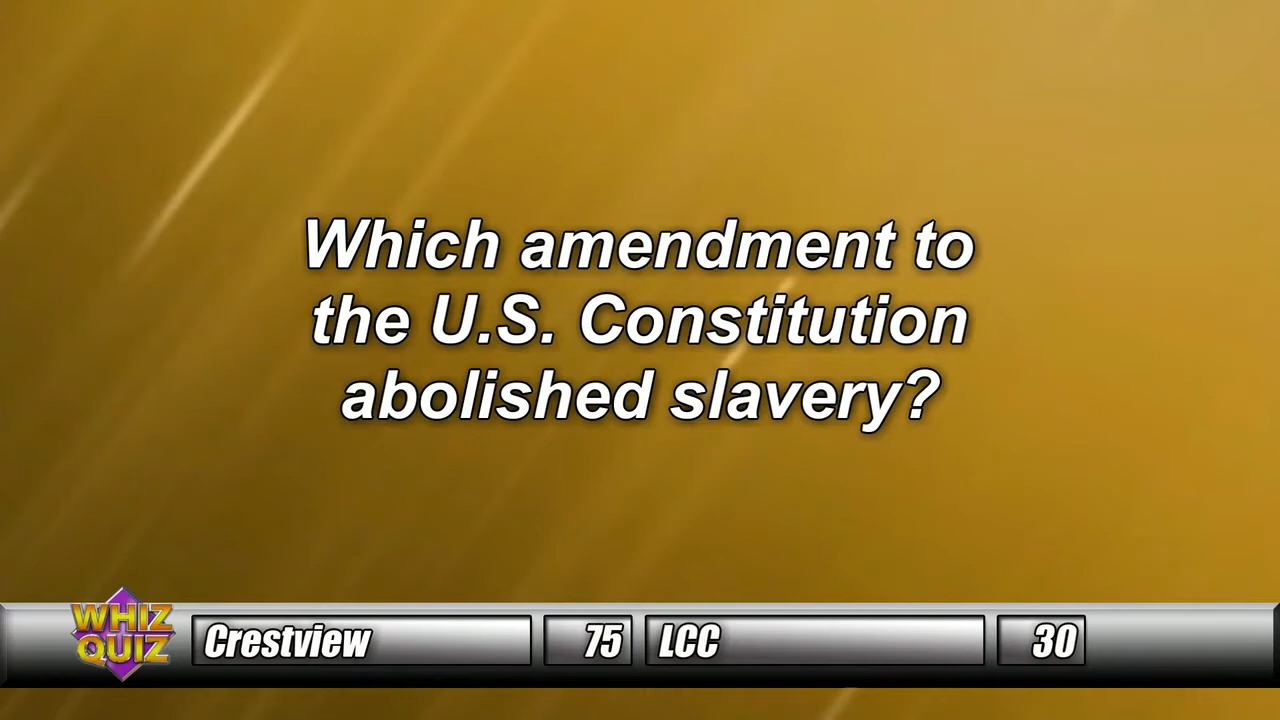 Which amendment to
the U.S. Constitution
abolished slavery?
WHIZ
QUIZ
Crestview 75 LCC 30